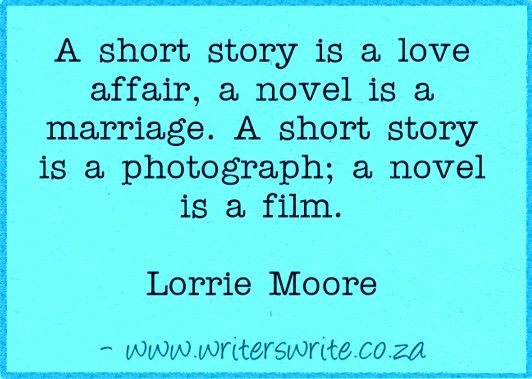 A short story is a love
affair, a novel is a
marriage. A short story
is a photograph; a novel
is a film.
Lorrie Moore
- www.writerswrite.co.za